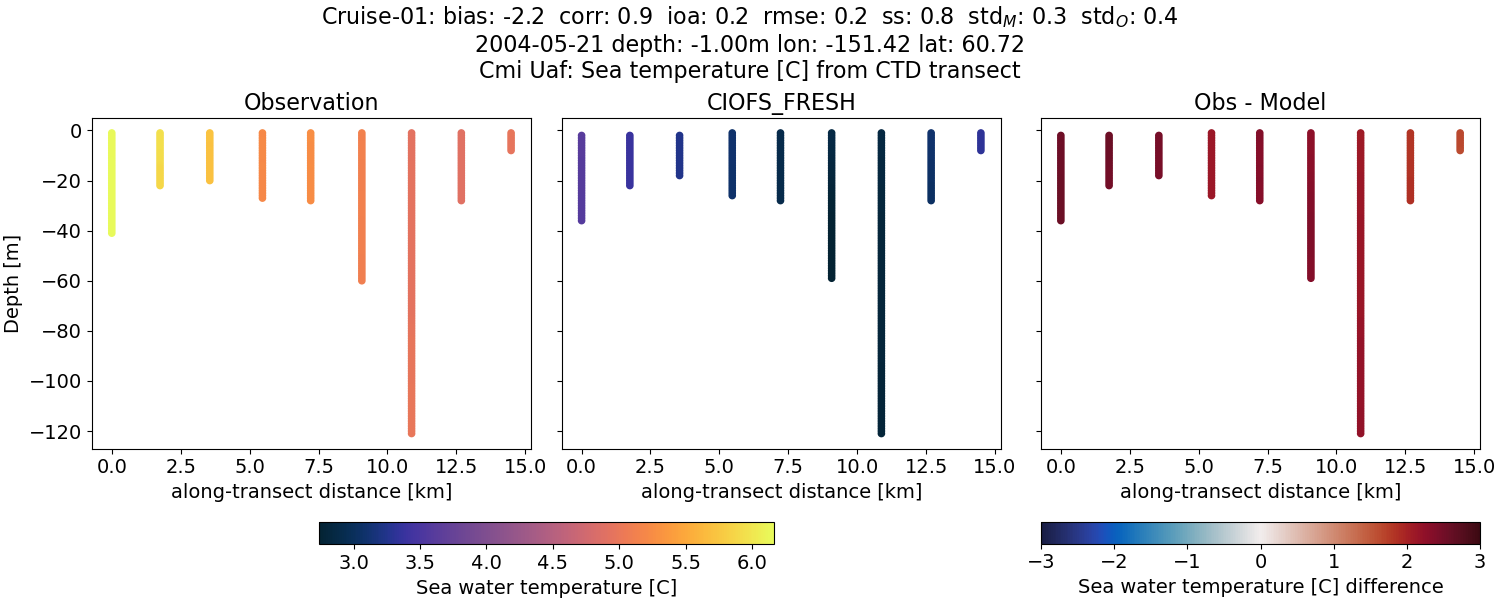 Cruise-01: bias: -2.2 corr: 0.9 ioa: 0.2 rmse: 0.2 ss: 0.8 std_M: 0.3 std_O: 0.4
2004-05-21 depth: -1.00m lon: -151.42 lat: 60.72
Cmi Uaf: Sea temperature [C] from CTD transect
Observation
CIOFS_FRESH
Obs - Model
Depth [m]
0
−20
−40
−60
−80
−100
−120
0.0 2.5 5.0 7.5 10.0 12.5 15.0
0.0 2.5 5.0 7.5 10.0 12.5 15.0
0.0 2.5 5.0 7.5 10.0 12.5 15.0
along-transect distance [km]
along-transect distance [km]
along-transect distance [km]
3.0 3.5 4.0 4.5 5.0 5.5 6.0
Sea water temperature [C]
−3 −2 −1 0 1 2 3
Sea water temperature [C] difference